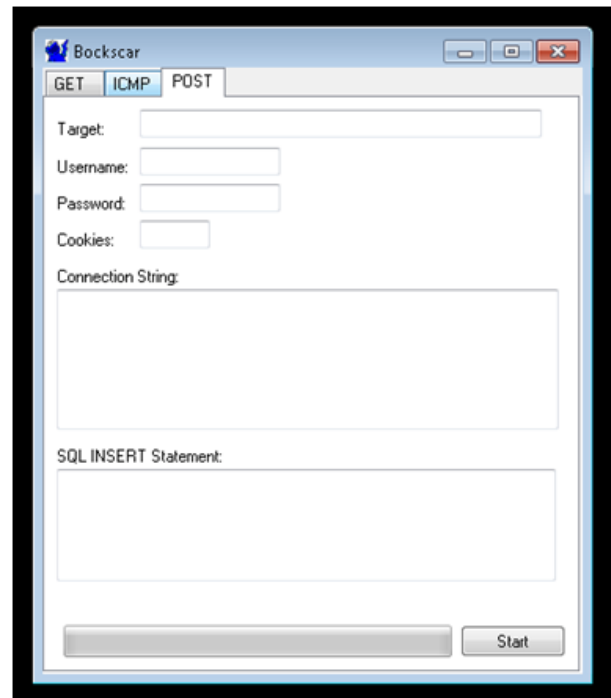 Bockscar
GET ICMP POST
Target:
Username:
Password:
Cookies:
Connection String:
SQL INSERT Statement:
Start